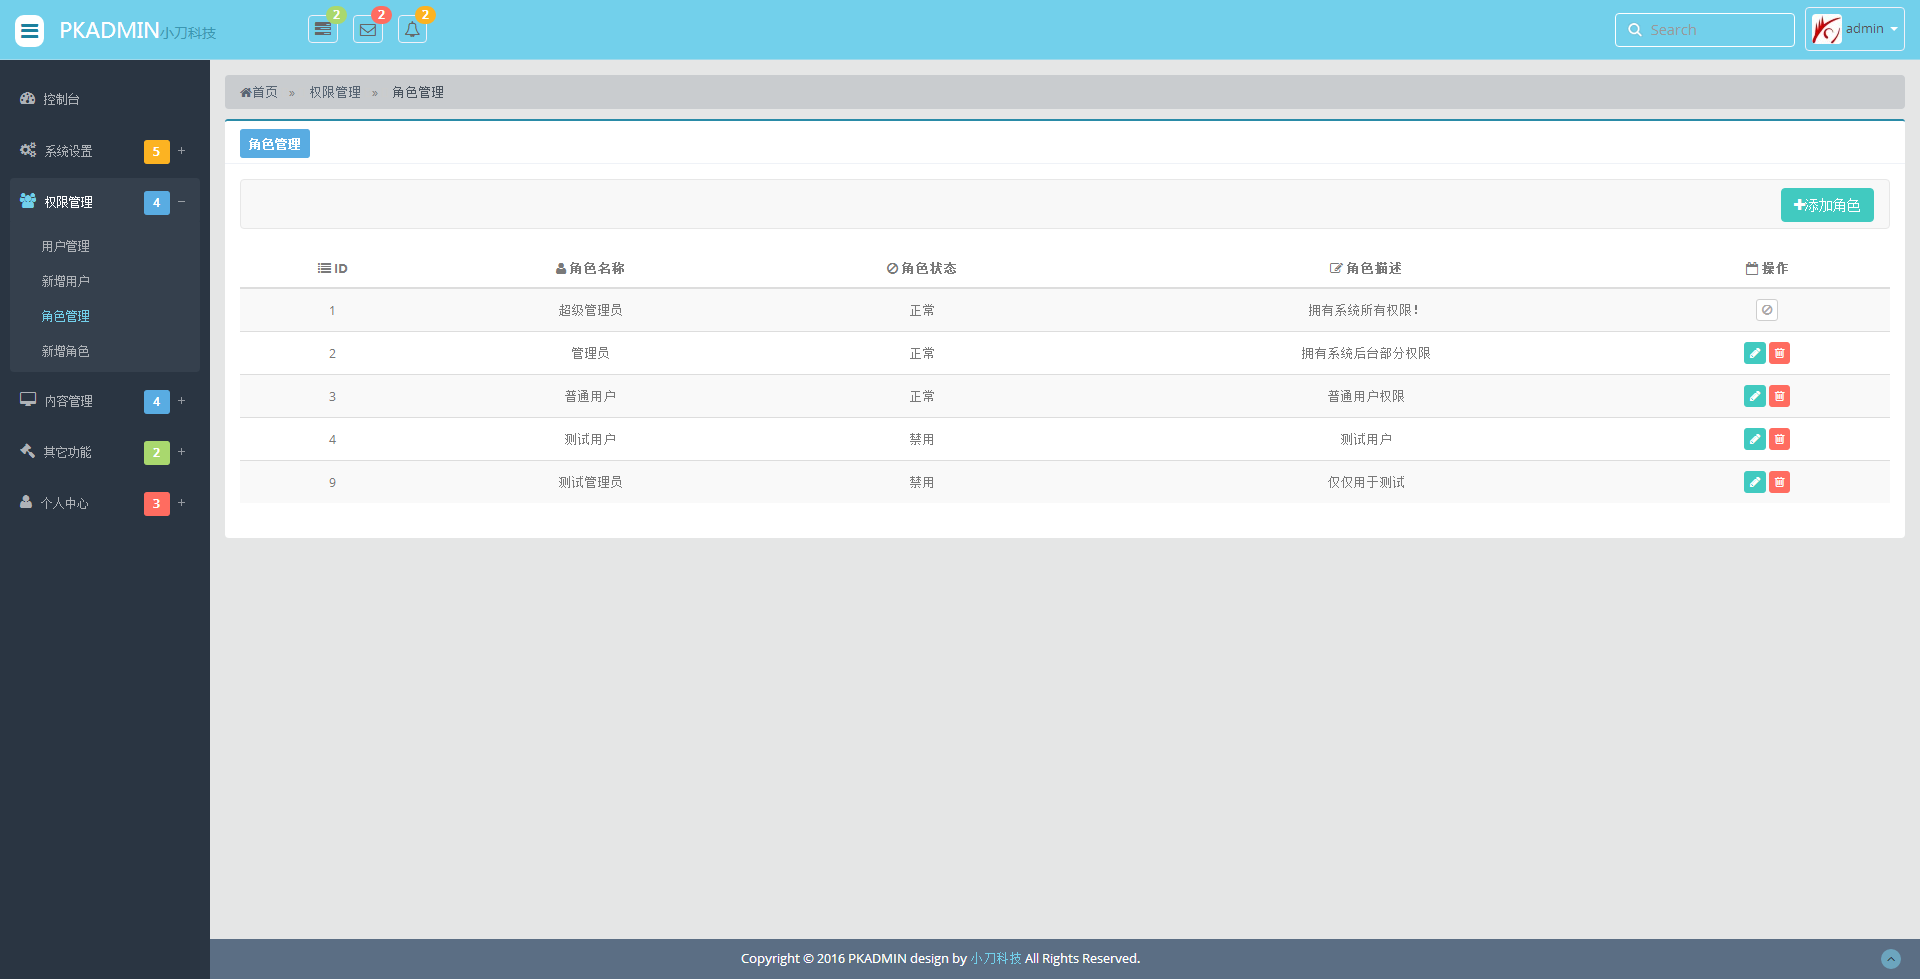 PKADMIN小刀科技
2
2
2
Search
admin
控制台
系统设置 5 +
权限管理 4 −
用户管理
新增用户
角色管理
新增角色
内容管理 4 +
其它功能 2 +
个人中心 3 +
首页 » 权限管理 » 角色管理
角色管理
添加角色
ID 角色名称 角色状态 角色描述 操作
1 超级管理员 正常 拥有系统所有权限!
2 管理员 正常 拥有系统后台部分权限
3 普通用户 正常 普通用户权限
4 测试用户 禁用 测试用户
9 测试管理员 禁用 仅仅用于测试
Copyright © 2016 PKADMIN design by 小刀科技 All Rights Reserved.